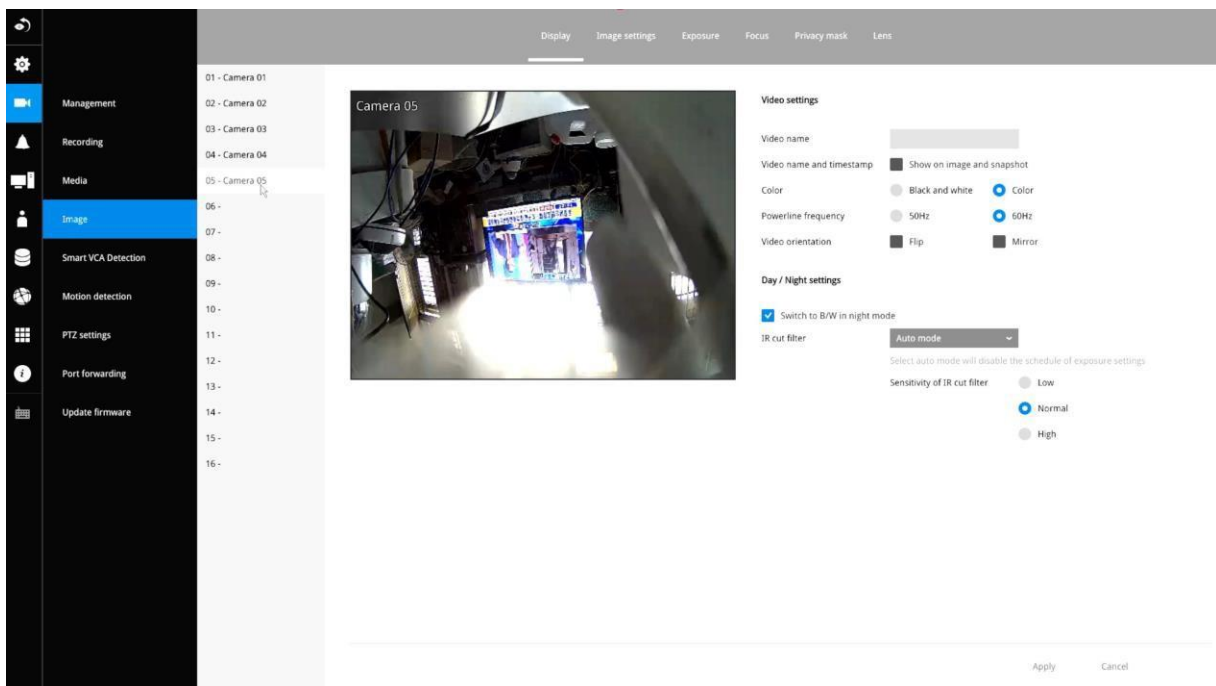 Display Image settings Exposure Focus Privacy mask Lens
Management
Recording
Media
Image
Smart VCA Detection
Motion detection
PTZ settings
Port forwarding
Update firmware
01 - Camera 01
02 - Camera 02
03 - Camera 03
04 - Camera 04
05 - Camera 05
06 -
07 -
08 -
09 -
10 -
11 -
12 -
13 -
14 -
15 -
16 -
Camera 05
Video settings
Video name
Video name and timestamp Show on image and snapshot
Color Black and white Color
Powerline frequency 50Hz 60Hz
Video orientation Flip Mirror
Day / Night settings
Switch to B/W in night mode
IR cut filter Auto mode
Select auto mode will disable the schedule of exposure settings
Sensitivity of IR cut filter Low
Normal
High
Apply Cancel